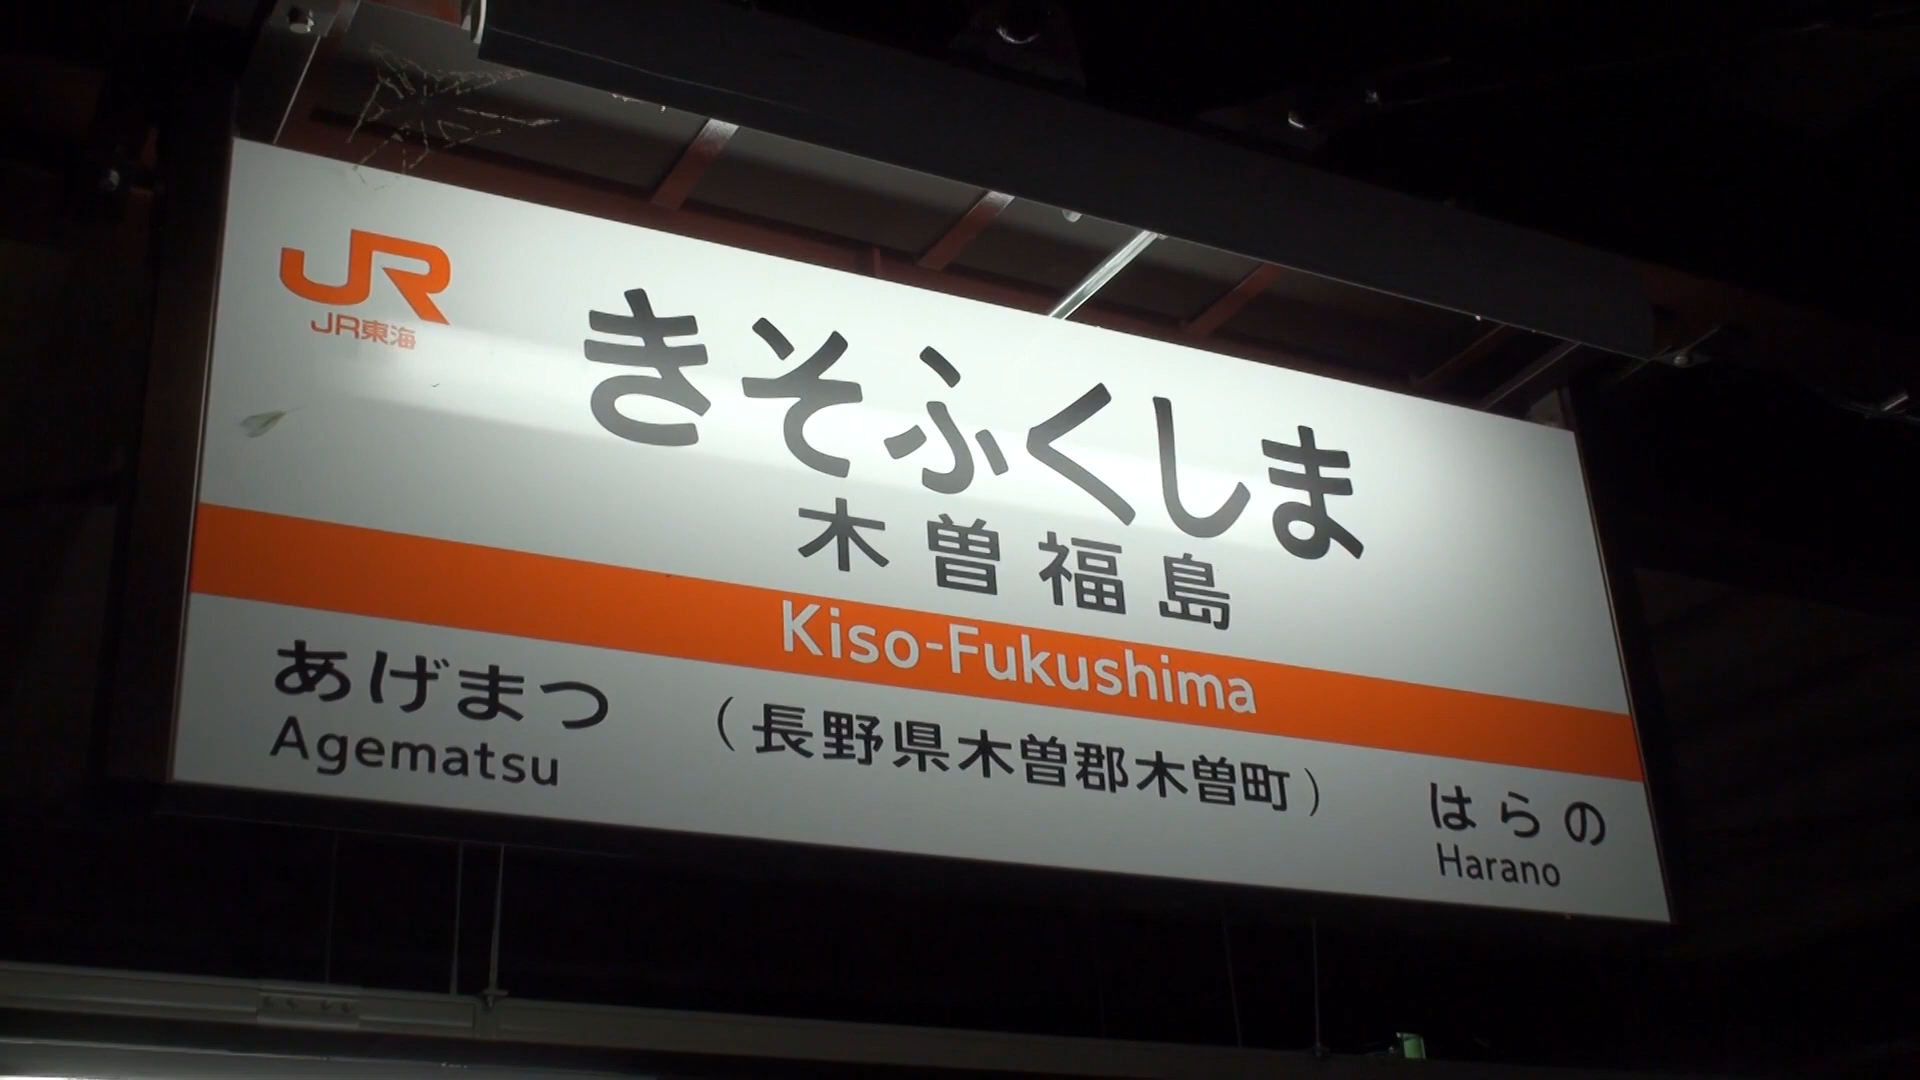 JR
JR東海
きそふくしま
木曽福島
Kiso-Fukushima
あげまつ
Agematsu
（長野県木曽郡木曽町）
はらの
Harano